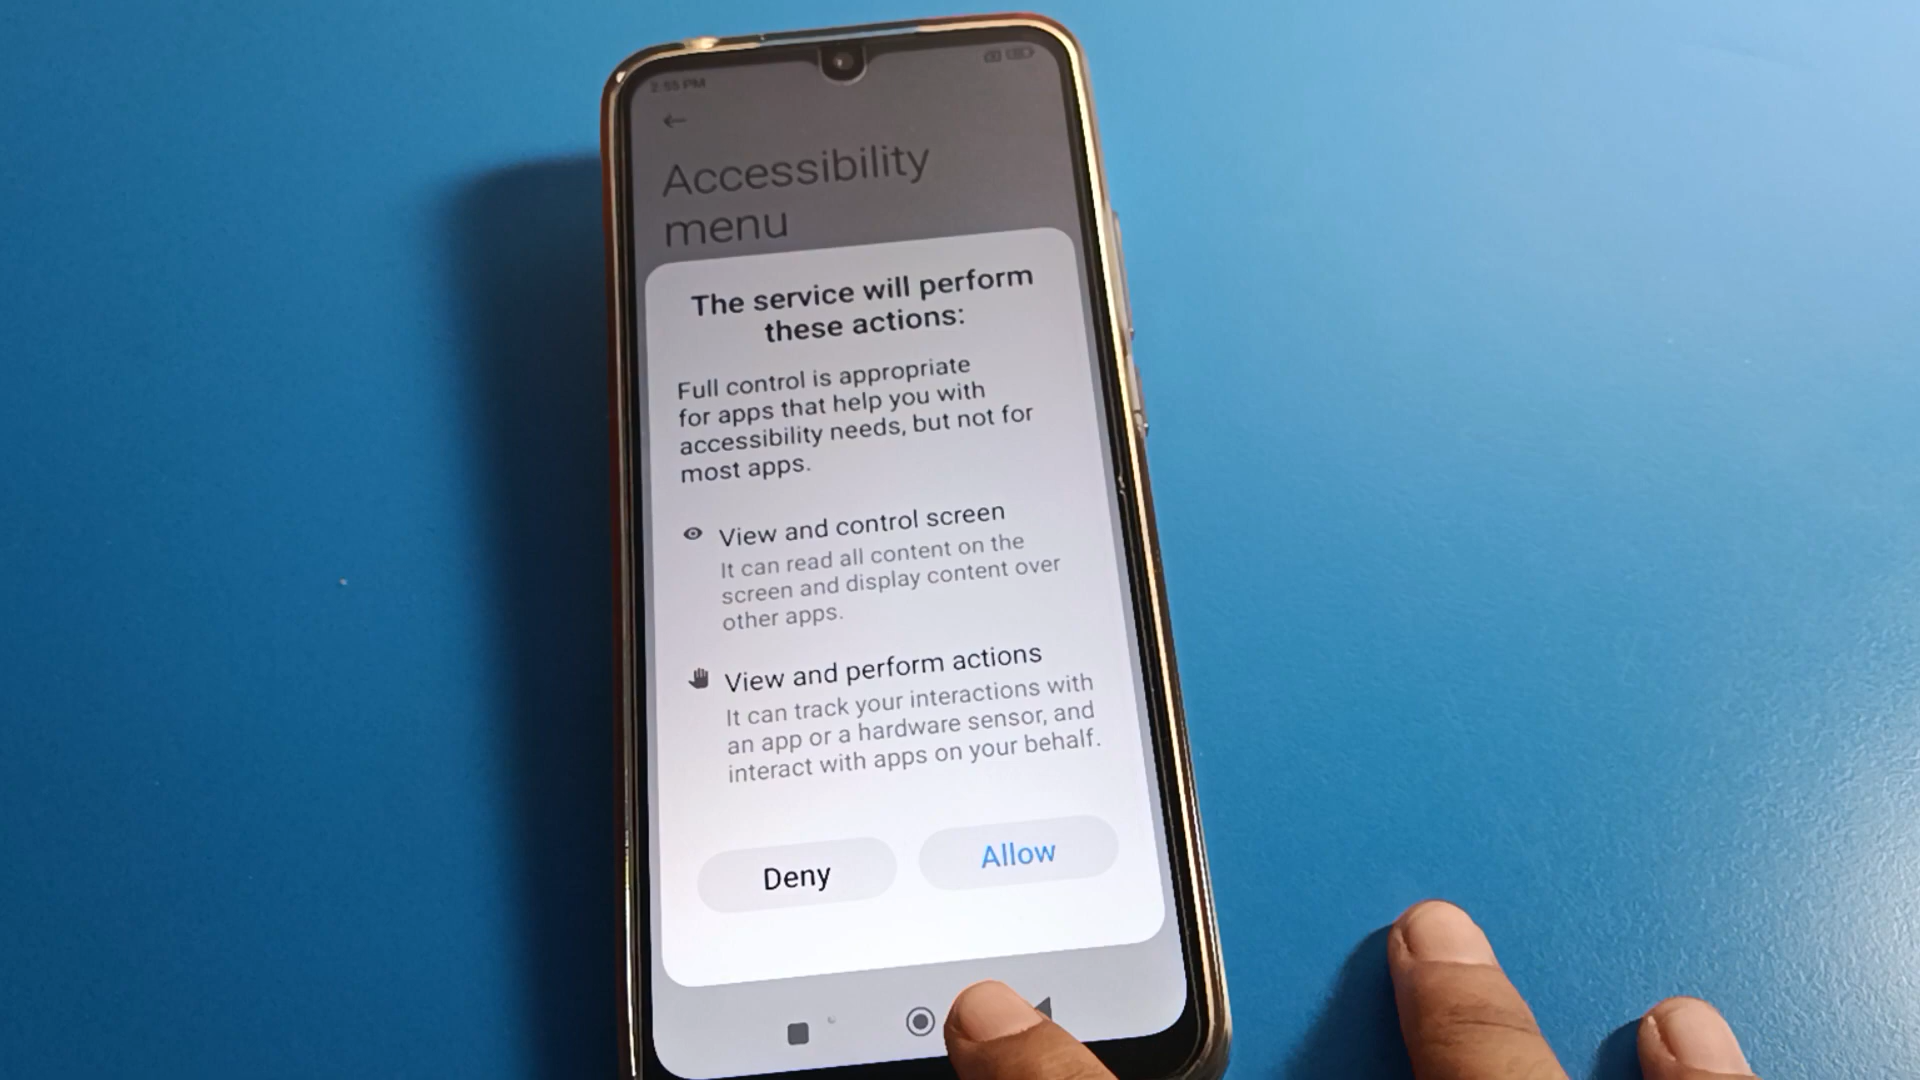 2:55 PM
Accessibility
menu
The service will perform
these actions:
Full control is appropriate
for apps that help you with
accessibility needs, but not for
most apps.
View and control screen
It can read all content on the
screen and display content over
other apps.
View and perform actions
It can track your interactions with
an app or a hardware sensor, and
interact with apps on your behalf.
Deny
Allow